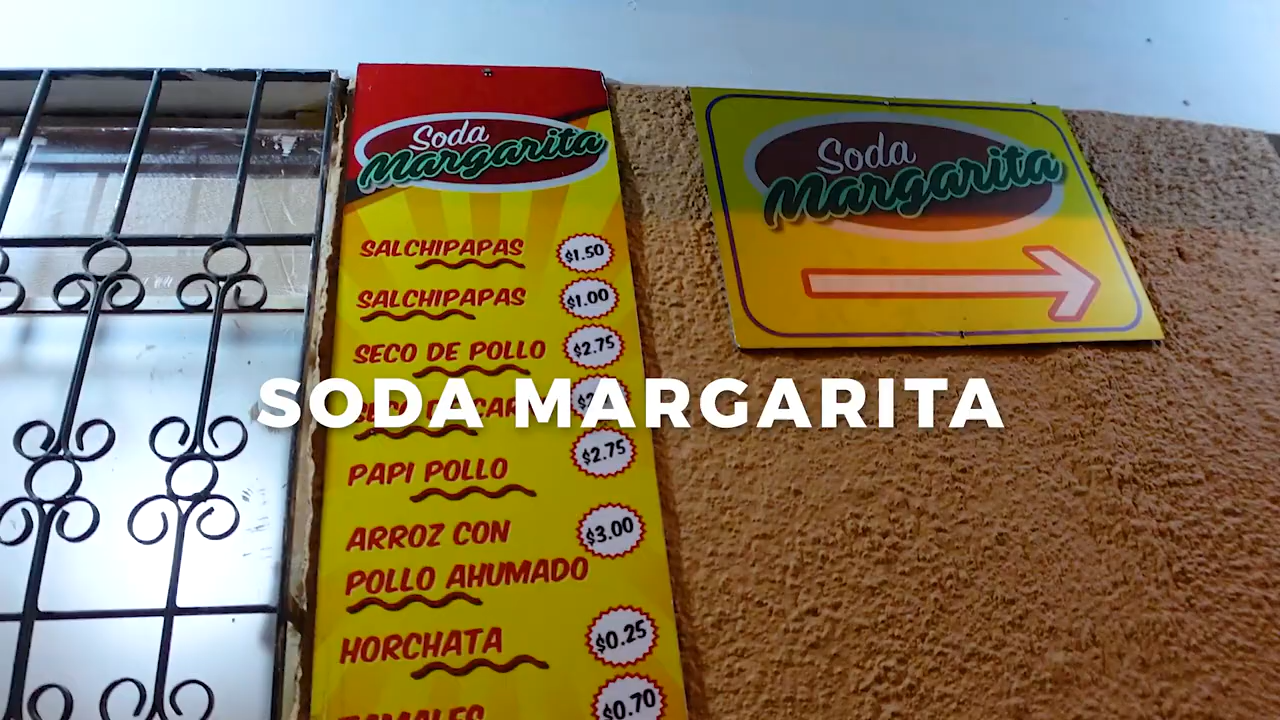 Soda
Margarita
SALCHIPAPAS $1.50
SALCHIPAPAS $1.00
SECO DE POLLO $2.75
PAPI POLLO $2.75
ARROZ CON
POLLO AHUMADO $3.00
HORCHATA $0.25
TAMALES $0.70
Soda
Margarita
SODA MARGARITA